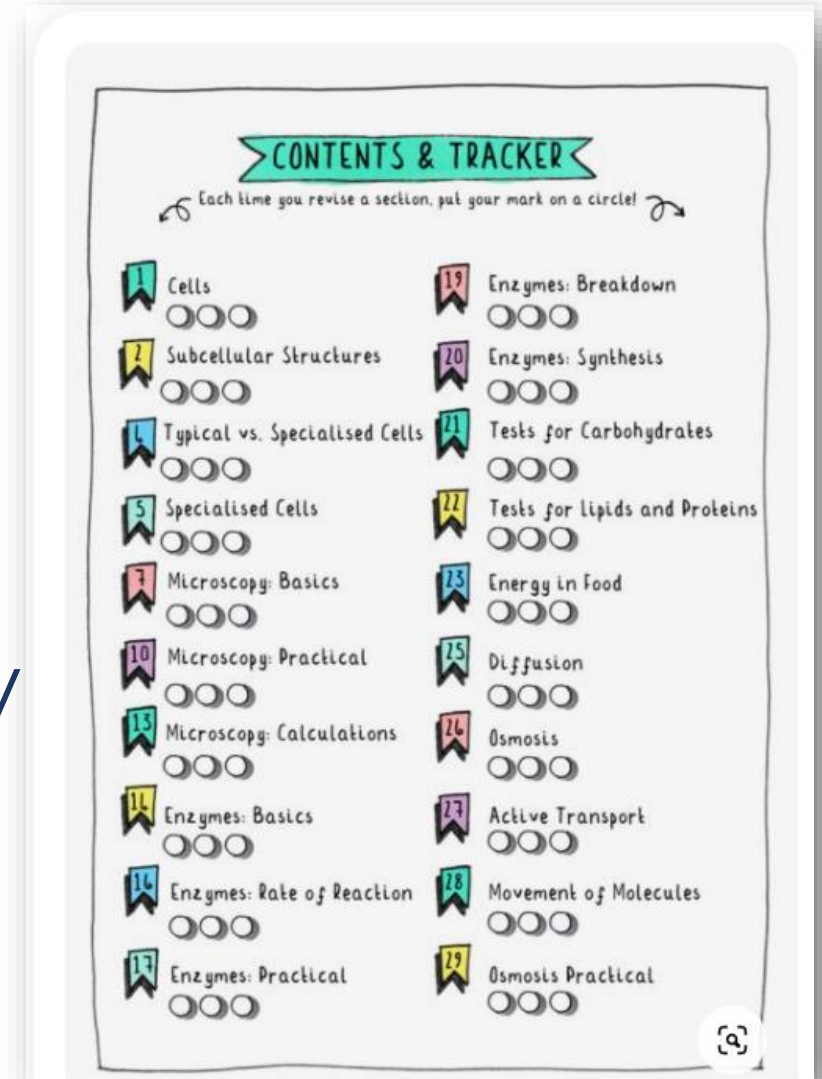 CONTENTS & TRACKER
Each time you revise a section, put your mark on a circle!
1 Cells
2 Subcellular Structures
4 Typical vs. Specialised Cells
5 Specialised Cells
7 Microscopy: Basics
10 Microscopy: Practical
13 Microscopy: Calculations
14 Enzymes: Basics
16 Enzymes: Rate of Reaction
17 Enzymes: Practical
19 Enzymes: Breakdown
20 Enzymes: Synthesis
21 Tests for Carbohydrates
22 Tests for Lipids and Proteins
23 Energy in Food
25 Diffusion
26 Osmosis
27 Active Transport
28 Movement of Molecules
29 Osmosis Practical